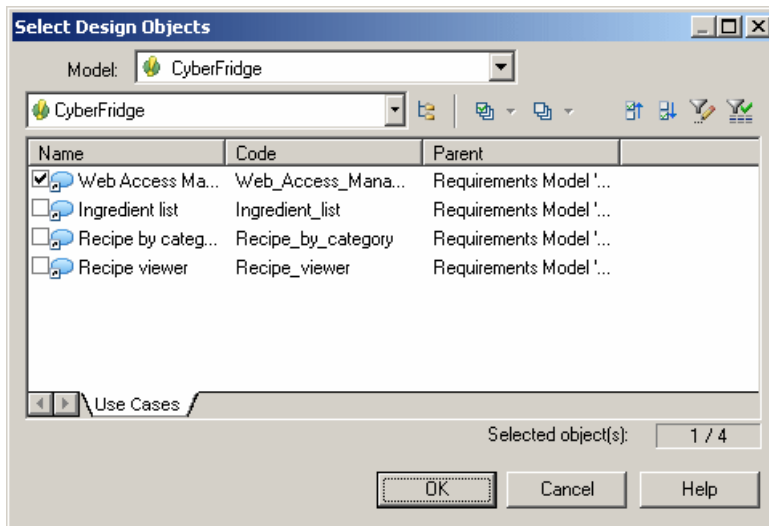 Select Design Objects
Model: CyberFridge
CyberFridge
Name Code Parent
Web Access Ma... Web_Access_Mana... Requirements Model '...
Ingredient list Ingredient_list Requirements Model '...
Recipe by categ... Recipe_by_category Requirements Model '...
Recipe viewer Recipe_viewer Requirements Model '...
Use Cases
Selected object(s): 1 / 4
OK Cancel Help